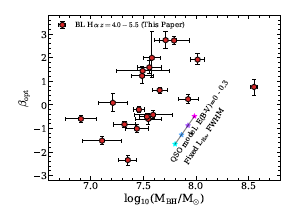 BL Hα z = 4.0 − 5.5 (This Paper)
3
2
1
0
−1
−2
−3
β_opt
QSO model, E(B-V)=0 - 0.3
Fixed L_Hα, FWHM
7.0 7.5 8.0 8.5
log₁₀(M_BH/M_⊙)